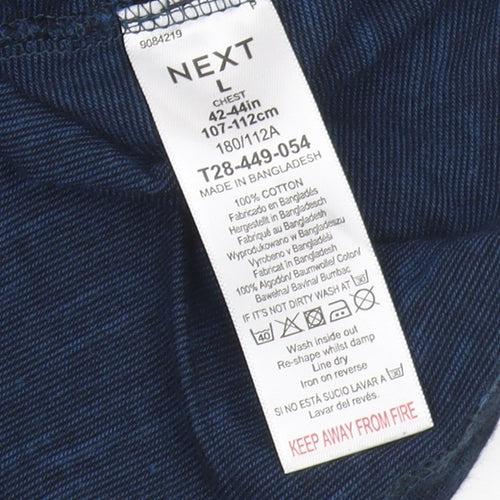 9084219
P
NEXT
L
CHEST
42-44in
107-112cm
180/112A
T28-449-054
MADE IN BANGLADESH
100% COTTON
Fabricado en Bangladés
Hergestellt in Bangladesch
Fabriqué au Bangladesh
Wyprodukowano w Bangladeszu
Vyrobeno v Bangladéši
Fabricat în Bangladesh
100% Algodón/ Baumwolle/ Coton/
Bawełna/ Bavlna/ Bumbac
IF IT'S NOT DIRTY WASH AT
40
Wash inside out
Re-shape whilst damp
Line dry
Iron on reverse
SI NO ESTÁ SUCIO LAVAR A
Lavar del revés.
KEEP AWAY FROM FIRE